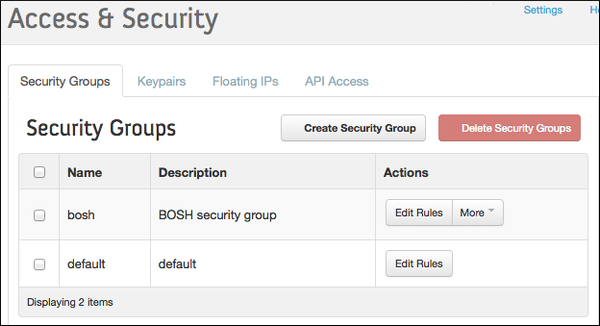 Access & Security
Settings
Security Groups Keypairs Floating IPs API Access
Security Groups Create Security Group Delete Security Groups
Name Description Actions
bosh BOSH security group Edit Rules More
default default Edit Rules
Displaying 2 items